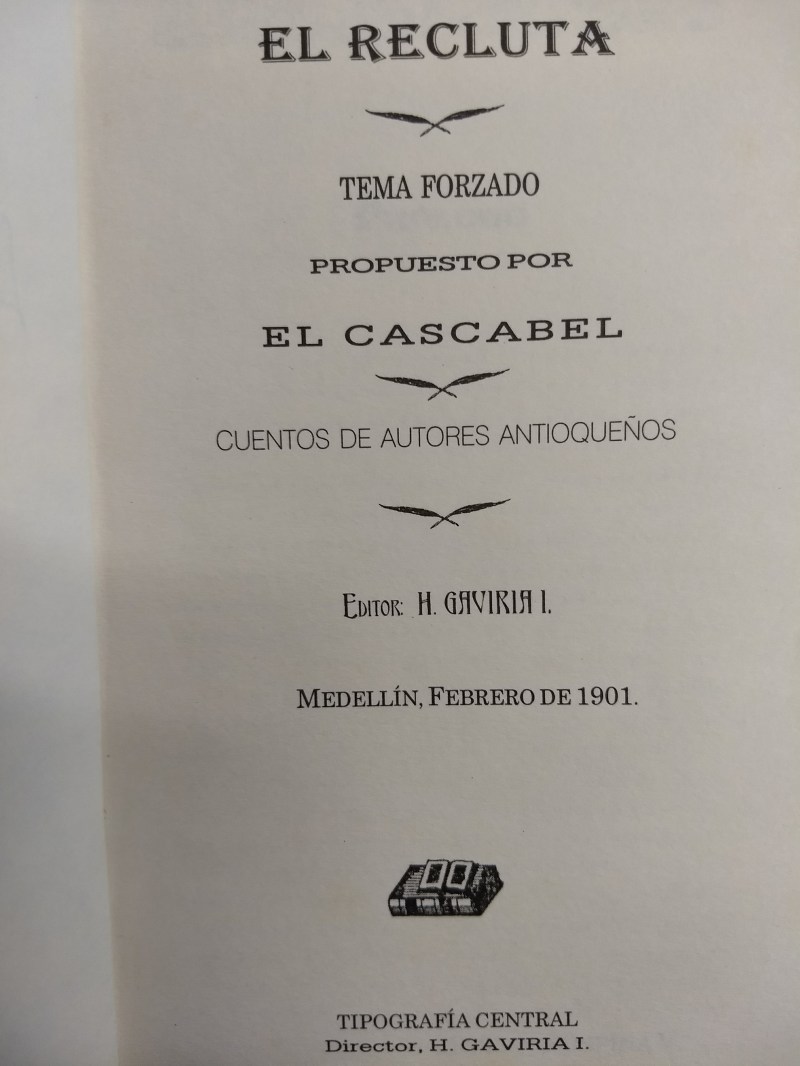 EL RECLUTA
TEMA FORZADO
PROPUESTO POR
EL CASCABEL
CUENTOS DE AUTORES ANTIOQUEÑOS
EDITOR: H. GAVIRIA I.
MEDELLÍN, FEBRERO DE 1901.
TIPOGRAFÍA CENTRAL
Director, H. GAVIRIA I.